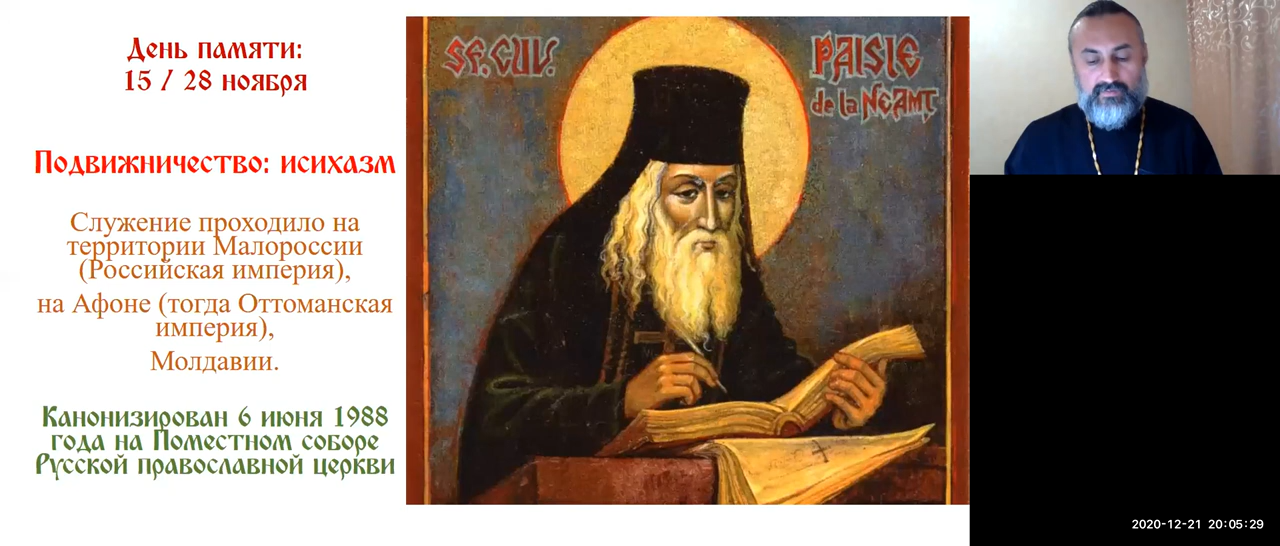 День памяти:
15 / 28 ноября
Подвижничество: исихазм
Служение проходило на
территории Малороссии
(Российская империя),
на Афоне (тогда Оттоманская
империя),
Молдавии.
Канонизирован 6 июня 1988
года на Поместном соборе
Русской православной церкви
SF. CUV.
PAISIE
de la NEAMŢ
2020-12-21 20:05:29